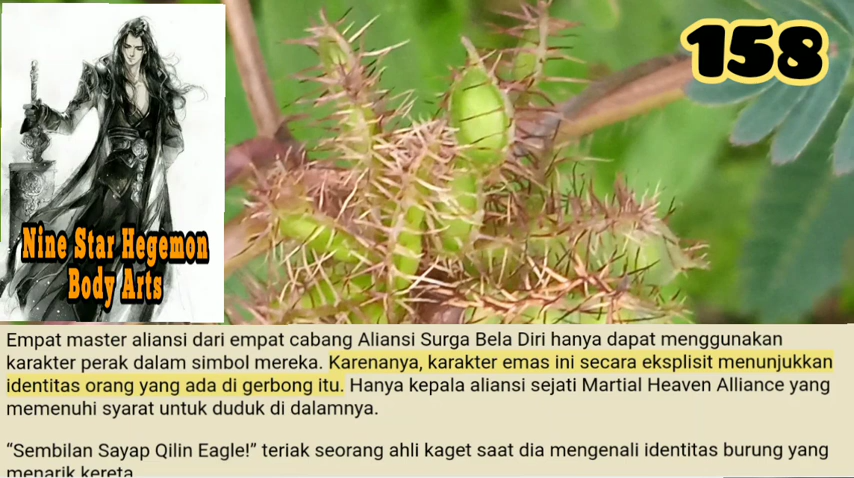 158
Nine Star Hegemon
Body Arts
Empat master aliansi dari empat cabang Aliansi Surga Bela Diri hanya dapat menggunakan
karakter perak dalam simbol mereka. Karenanya, karakter emas ini secara eksplisit menunjukkan
identitas orang yang ada di gerbong itu. Hanya kepala aliansi sejati Martial Heaven Alliance yang
memenuhi syarat untuk duduk di dalamnya.
“Sembilan Sayap Qilin Eagle!” teriak seorang ahli kaget saat dia mengenali identitas burung yang
menarik kereta